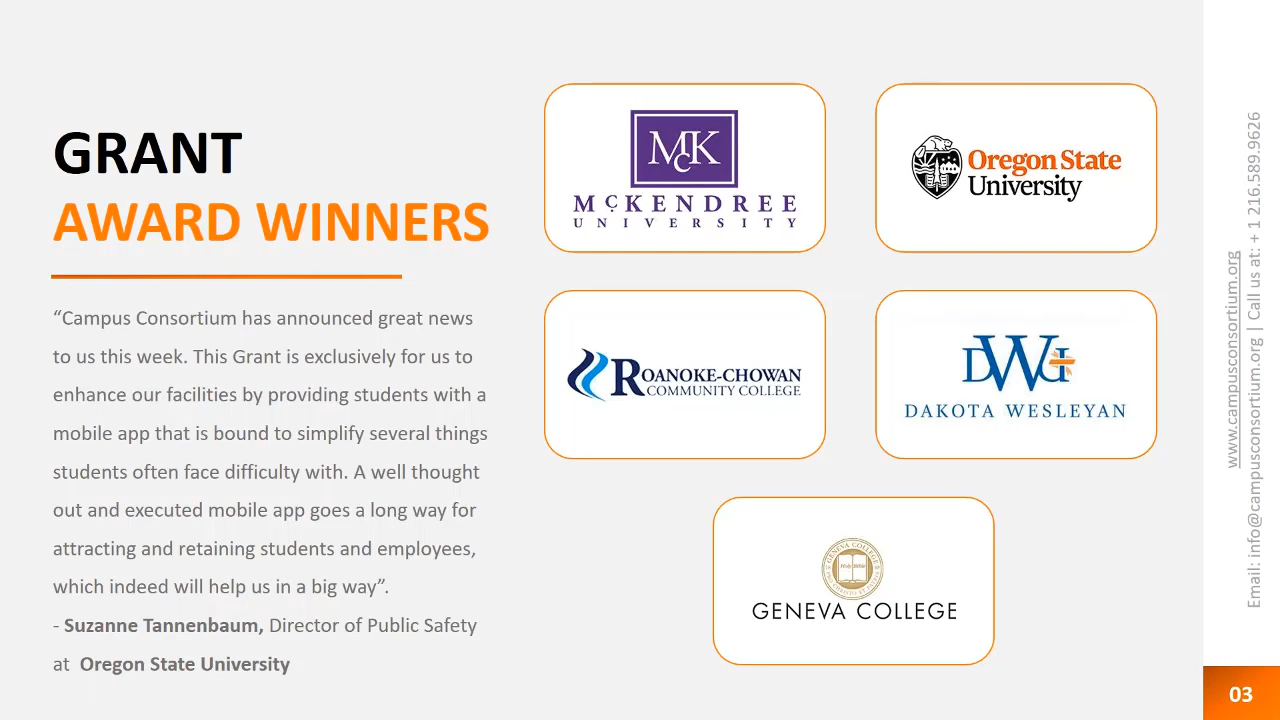 GRANT
AWARD WINNERS
“Campus Consortium has announced great news
to us this week. This Grant is exclusively for us to
enhance our facilities by providing students with a
mobile app that is bound to simplify several things
students often face difficulty with. A well thought
out and executed mobile app goes a long way for
attracting and retaining students and employees,
which indeed will help us in a big way”.
- Suzanne Tannenbaum, Director of Public Safety
at Oregon State University
McK
McKENDREE
UNIVERSITY
Oregon State
University
ROANOKE-CHOWAN
COMMUNITY COLLEGE
DWU
DAKOTA WESLEYAN
GENEVA COLLEGE
GENEVA COLLEGE
www.campusconsortium.org
Email: info@campusconsortium.org | Call us at: + 1 216.589.9626
03